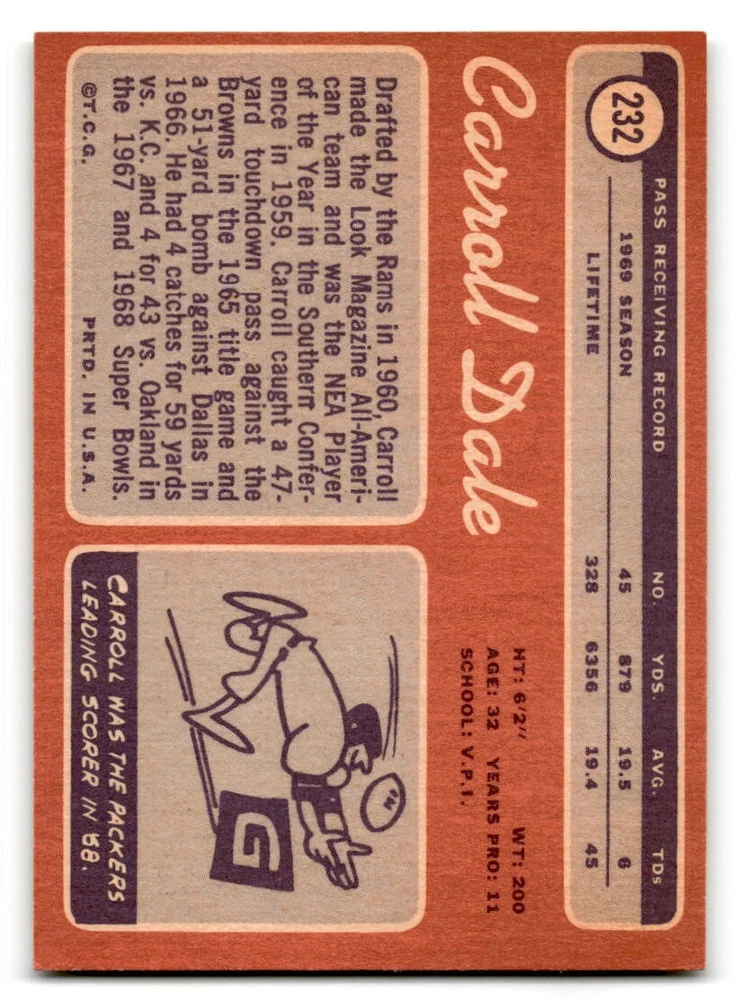 232
PASS RECEIVING RECORD NO. YDS. AVG. TDs
1969 SEASON 45 879 19.5 6
LIFETIME 328 6356 19.4 45
Carroll Dale
HT: 6'2" WT: 200
AGE: 32 YEARS PRO: 11
SCHOOL: V.P.I.
Drafted by the Rams in 1960, Carroll
made the Look Magazine All-Ameri-
can team and was the NEA Player
of the Year in the Southern Confer-
ence in 1959. Carroll caught a 47-
yard touchdown pass against the
Browns in the 1965 title game and
a 51-yard bomb against Dallas in
1966. He had 4 catches for 59 yards
vs. K.C. and 4 for 43 vs. Oakland in
the 1967 and 1968 Super Bowls.
©T.C.G. PRTD. IN U.S.A.
G
CARROLL WAS THE PACKERS
LEADING SCORER IN '68.